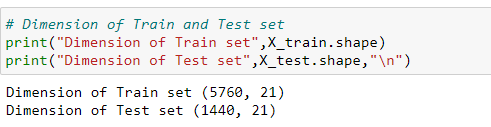 # Dimension of Train and Test set
print("Dimension of Train set",X_train.shape)
print("Dimension of Test set",X_test.shape,"\n")
Dimension of Train set (5760, 21)
Dimension of Test set (1440, 21)